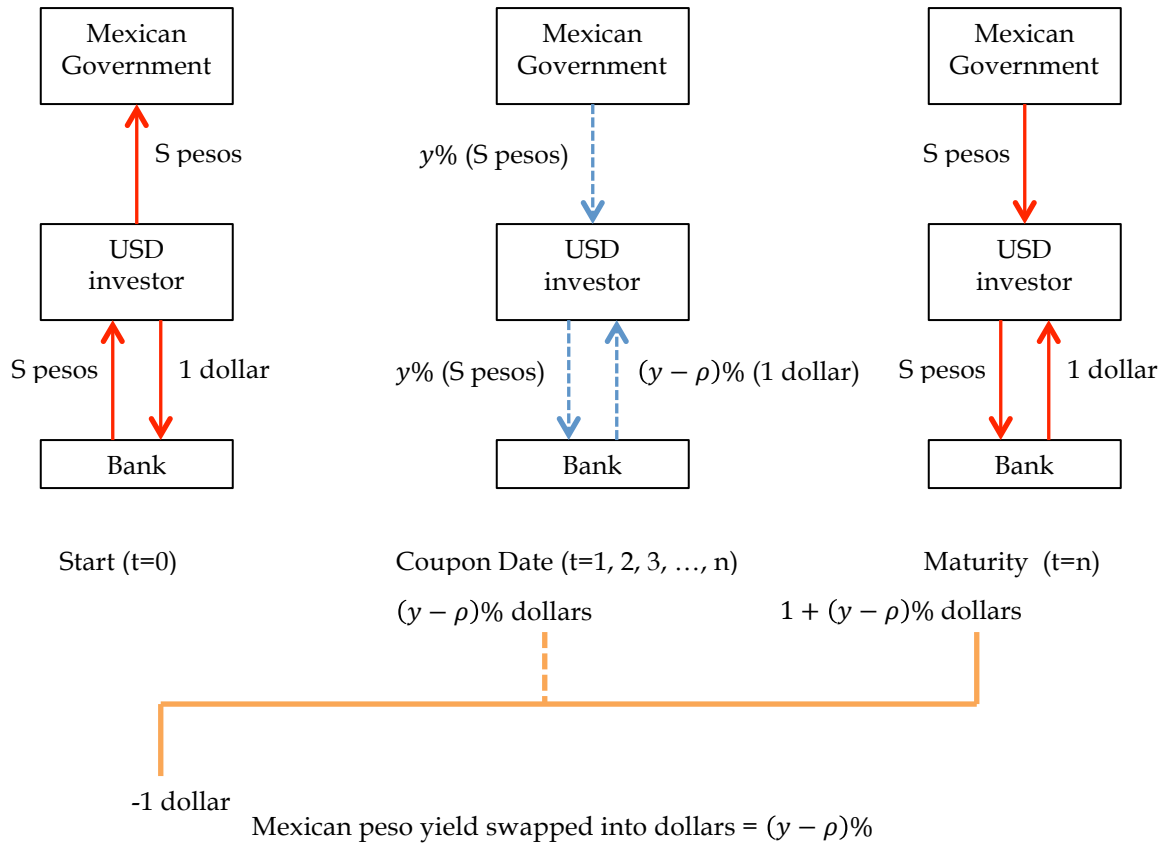 Mexican
Government
Mexican
Government
Mexican
Government
S pesos
y% (S pesos)
S pesos
USD
investor
USD
investor
USD
investor
S pesos
1 dollar
y% (S pesos)
(y − ρ)% (1 dollar)
S pesos
1 dollar
Bank
Bank
Bank
Start (t=0)
Coupon Date (t=1, 2, 3, …, n)
Maturity (t=n)
(y − ρ)% dollars
1 + (y − ρ)% dollars
-1 dollar
Mexican peso yield swapped into dollars = (y − ρ)%